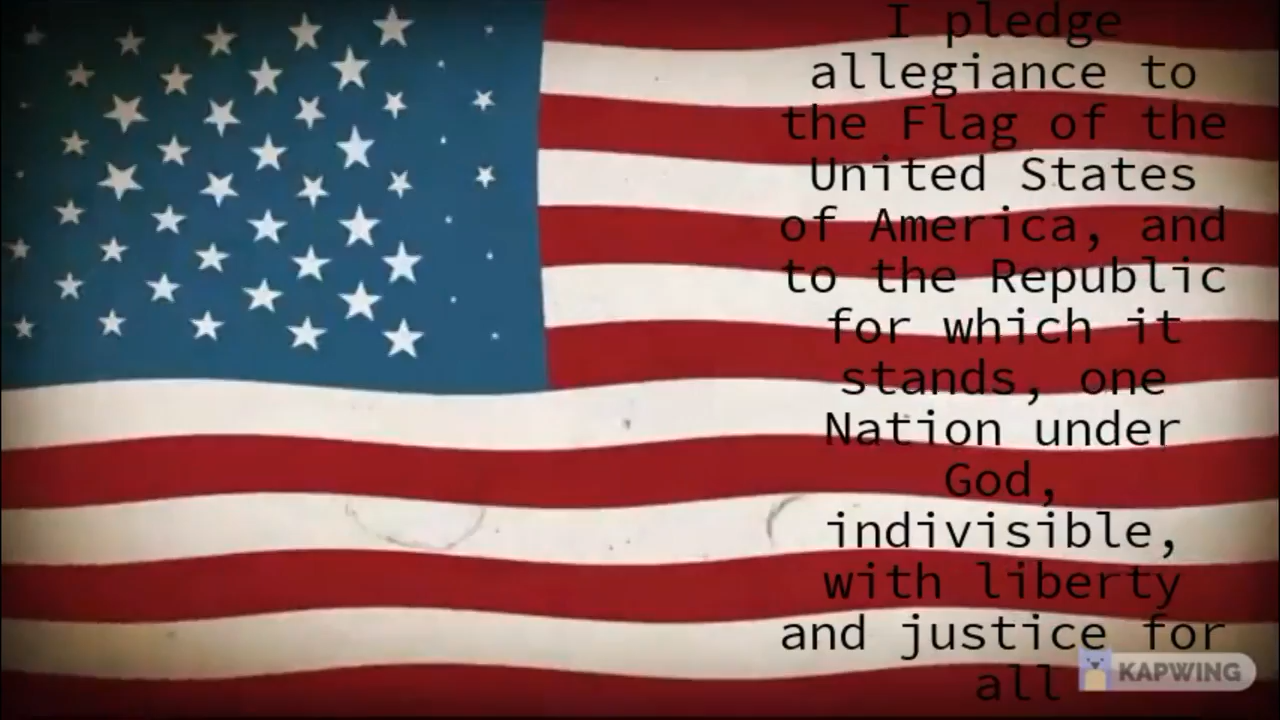 I pledge
allegiance to
the Flag of the
United States
of America, and
to the Republic
for which it
stands, one
Nation under
God,
indivisible,
with liberty
and justice for
all
KAPWING